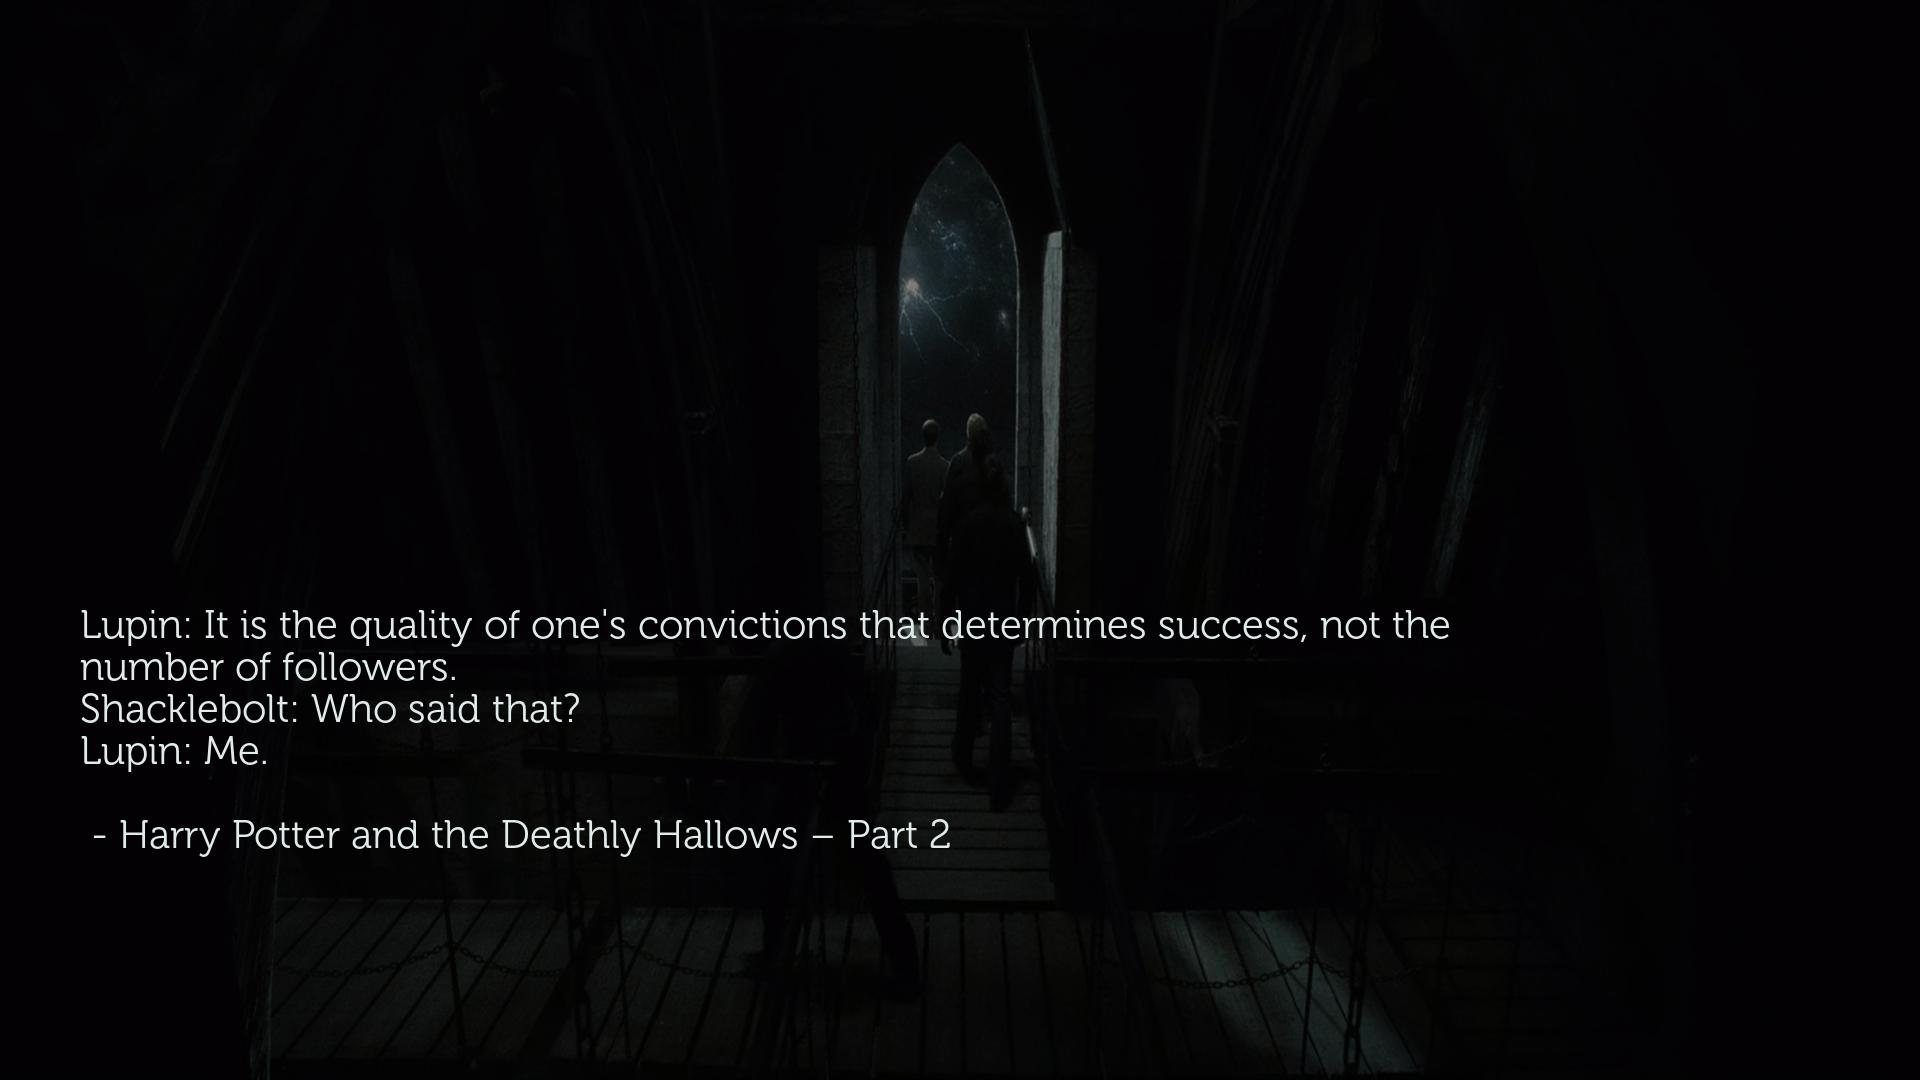 Lupin: It is the quality of one's convictions that determines success, not the
number of followers.
Shacklebolt: Who said that?
Lupin: Me.
- Harry Potter and the Deathly Hallows – Part 2